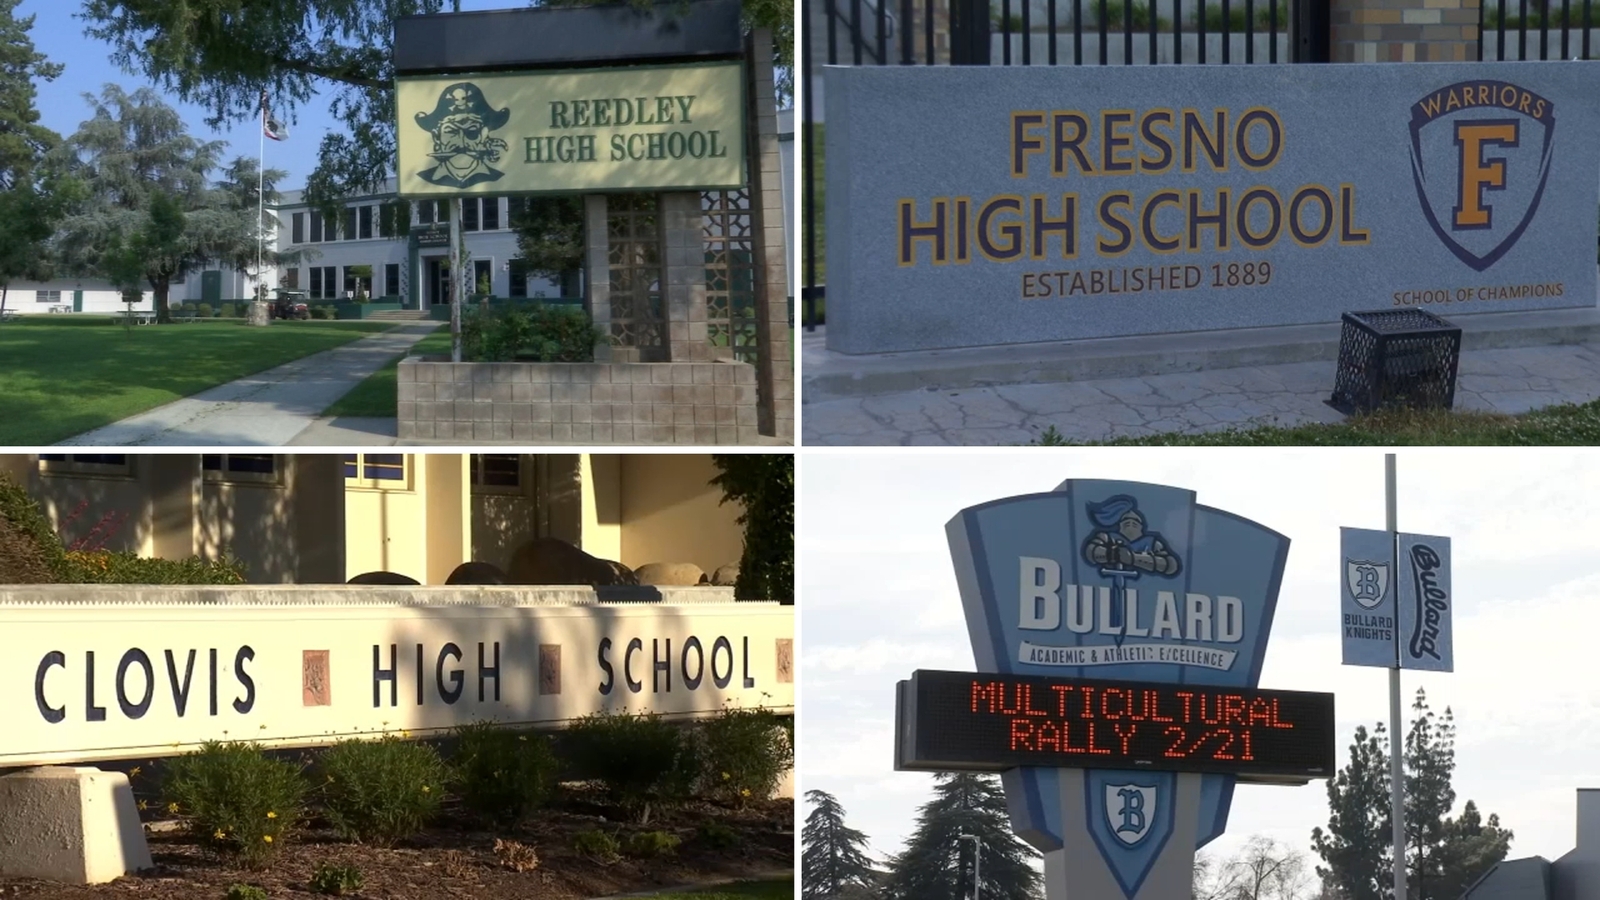 REEDLEY
HIGH SCHOOL
FRESNO
HIGH SCHOOL
ESTABLISHED 1889
WARRIORS
F
SCHOOL OF CHAMPIONS
CLOVIS HIGH SCHOOL
BULLARD
ACADEMIC & ATHLETIC EXCELLENCE
MULTICULTURAL
RALLY 2/21
B
B
BULLARD
KNIGHTS
Bullard